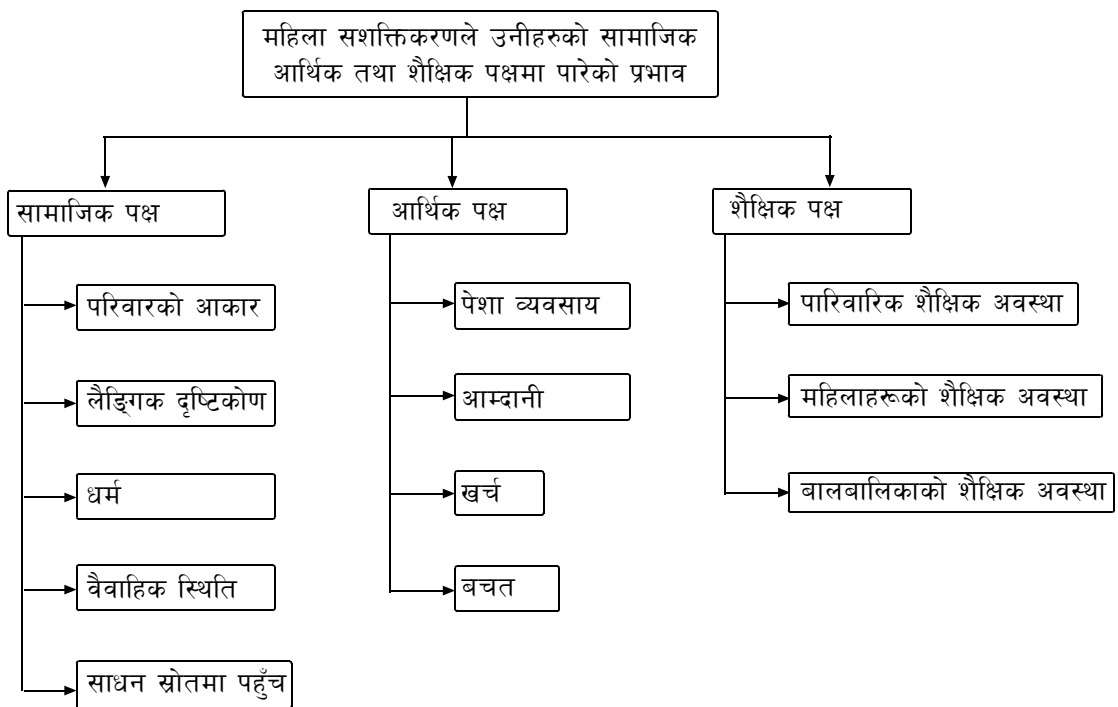 महिला सशक्तिकरणले उनीहरुको सामाजिक
आर्थिक तथा शैक्षिक पक्षमा पारेको प्रभाव
सामाजिक पक्ष
परिवारको आकार
लैङ्गिक दृष्टिकोण
धर्म
वैवाहिक स्थिति
साधन स्रोतमा पहुँच
आर्थिक पक्ष
पेशा व्यवसाय
आम्दानी
खर्च
बचत
शैक्षिक पक्ष
पारिवारिक शैक्षिक अवस्था
महिलाहरूको शैक्षिक अवस्था
बालबालिकाको शैक्षिक अवस्था